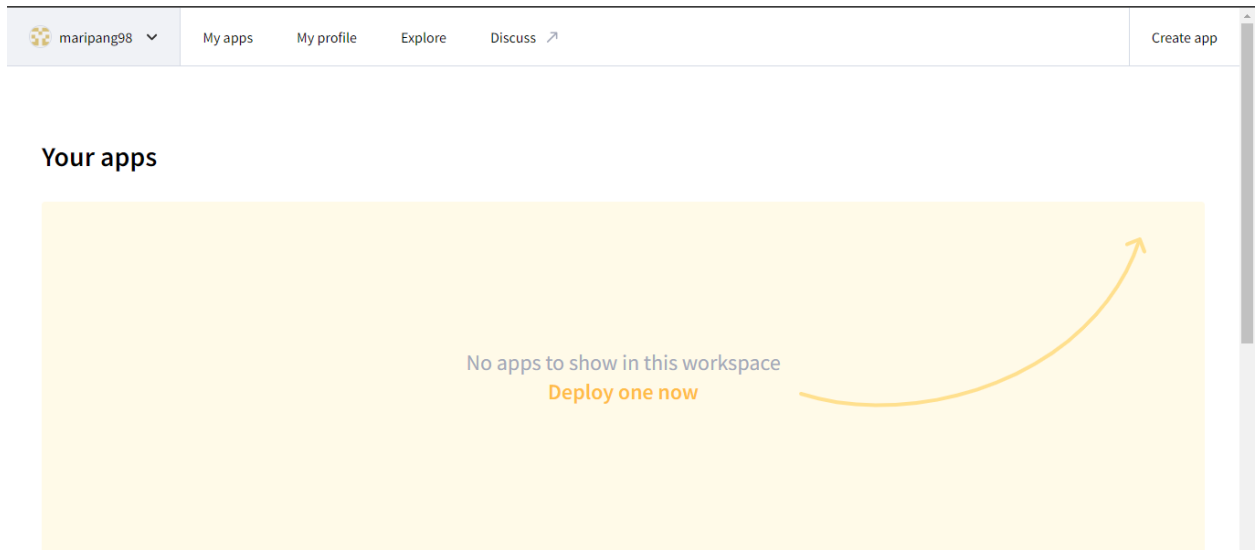 maripang98 My apps My profile Explore Discuss Create app
Your apps
No apps to show in this workspace
Deploy one now